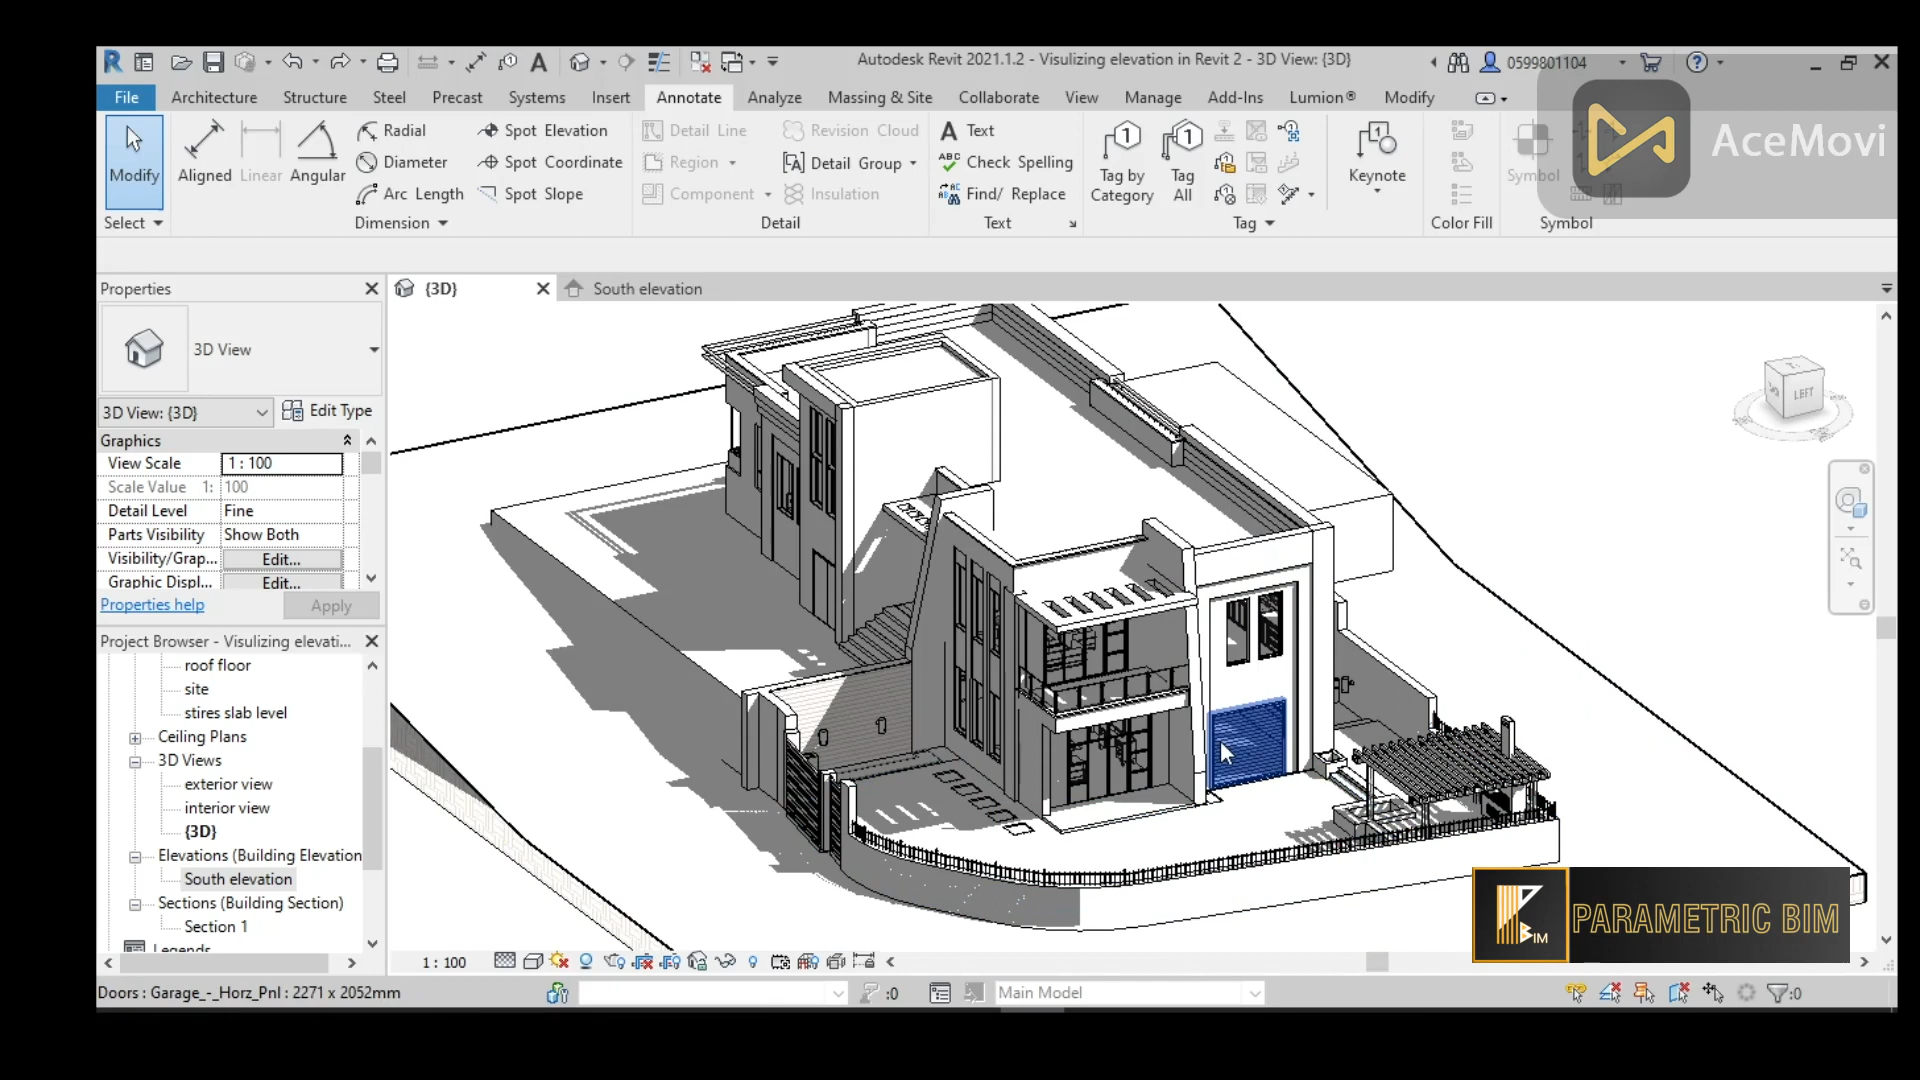 Autodesk Revit 2021.1.2 - Visulizing elevation in Revit 2 - 3D View: {3D}
0599801104
File Architecture Structure Steel Precast Systems Insert Annotate Analyze Massing & Site Collaborate View Manage Add-Ins Lumion® Modify
AceMovi
Modify
Aligned
Linear
Angular
Radial
Diameter
Arc Length
Spot Elevation
Spot Coordinate
Spot Slope
Detail Line
Region
Component
Revision Cloud
Detail Group
Insulation
A Text
ABC Check Spelling
Find/ Replace
Tag by Category
Tag All
Keynote
Symbol
Select
Dimension
Detail
Text
Tag
Color Fill
Symbol
Properties
{3D}
South elevation
3D View
3D View: {3D}
Edit Type
Graphics
View Scale 1 : 100
Scale Value 1: 100
Detail Level Fine
Parts Visibility Show Both
Visibility/Grap... Edit...
Graphic Displ... Edit...
Properties help
Apply
LEFT
Project Browser - Visulizing elevati...
roof floor
site
stires slab level
Ceiling Plans
3D Views
exterior view
interior view
{3D}
Elevations (Building Elevation
South elevation
Sections (Building Section)
Section 1
Legends
1 : 100
BIM
PARAMETRIC BIM
Doors : Garage_-_Horz_Pnl : 2271 x 2052mm
:0
Main Model
:0